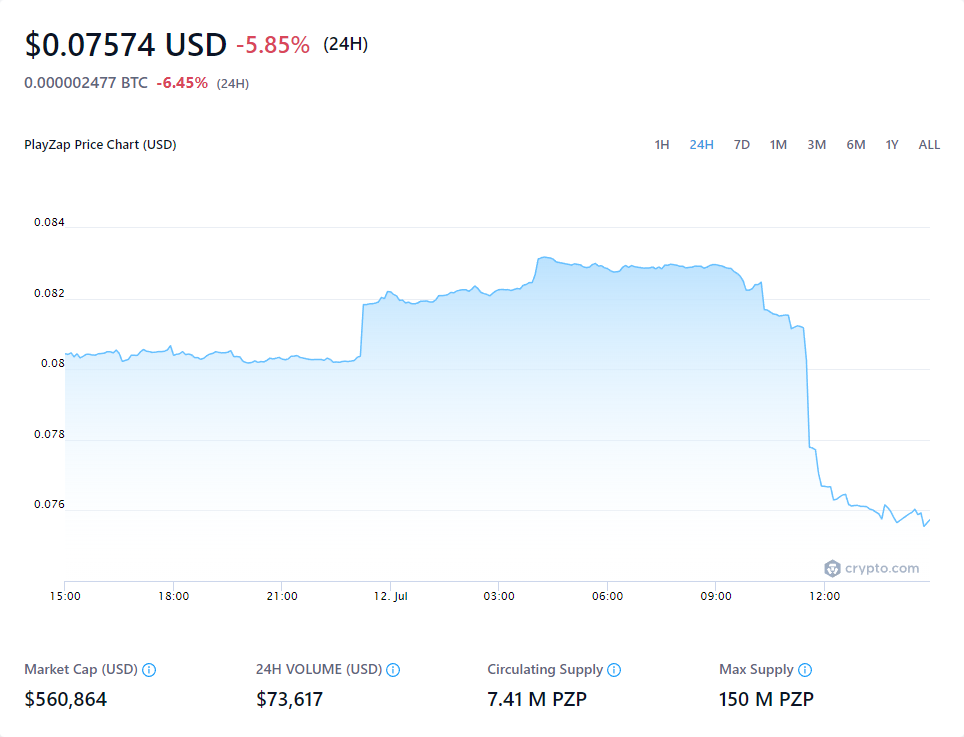 $0.07574 USD -5.85% (24H)
0.000002477 BTC -6.45% (24H)
PlayZap Price Chart (USD) 1H 24H 7D 1M 3M 6M 1Y ALL
0.084
0.082
0.08
0.078
0.076
crypto.com
15:00 18:00 21:00 12. Jul 03:00 06:00 09:00 12:00
Market Cap (USD) 24H VOLUME (USD) Circulating Supply Max Supply
$560,864 $73,617 7.41 M PZP 150 M PZP